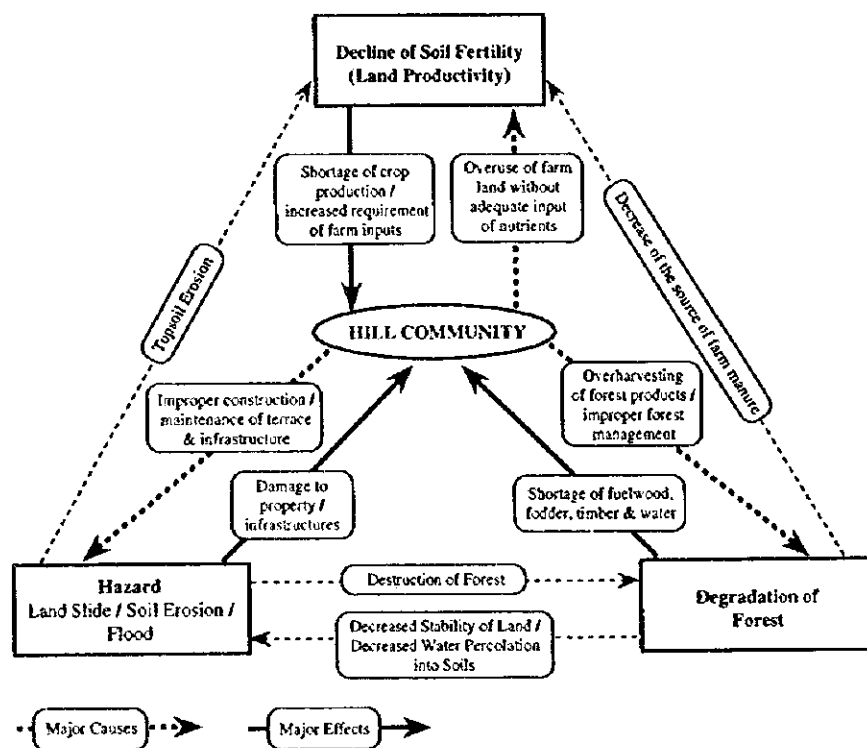 Decline of Soil Fertility
(Land Productivity)
Shortage of crop
production /
increased requirement
of farm inputs
Overuse of farm
land without
adequate input
of nutrients
Topsoil Erosion
Decrease of the source of farm manure
HILL COMMUNITY
Improper construction /
maintenance of terrace
& infrastructure
Overharvesting
of forest products /
improper forest
management
Damage to
property /
infrastructures
Shortage of fuelwood,
fodder, timber & water
Hazard
Land Slide / Soil Erosion /
Flood
Destruction of Forest
Decreased Stability of Land /
Decreased Water Percolation
into Soils
Degradation of
Forest
Major Causes
Major Effects